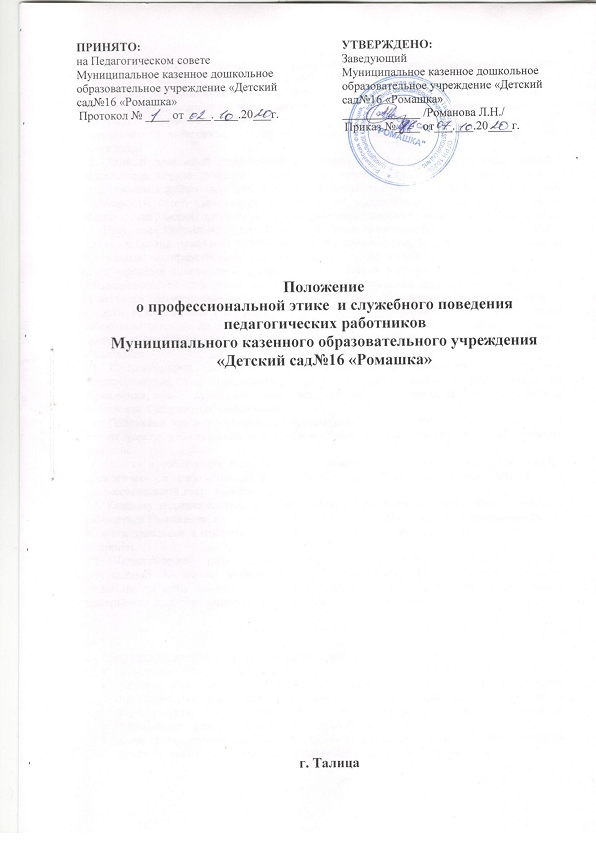 ПРИНЯТО:
на Педагогическом совете
Муниципальное казенное дошкольное
образовательное учреждение «Детский
сад№16 «Ромашка»
Протокол № 1 от 02 . 10 .2020г.
УТВЕРЖДЕНО:
Заведующий
Муниципальное казенное дошкольное
образовательное учреждение «Детский
сад№16 «Ромашка»
/Романова Л.Н./
Приказ № от 07 . 10 .2020 г.
РОМАШКА"
Положение
о профессиональной этике и служебного поведения
педагогических работников
Муниципального казенного образовательного учреждения
«Детский сад№16 «Ромашка»
г. Талица